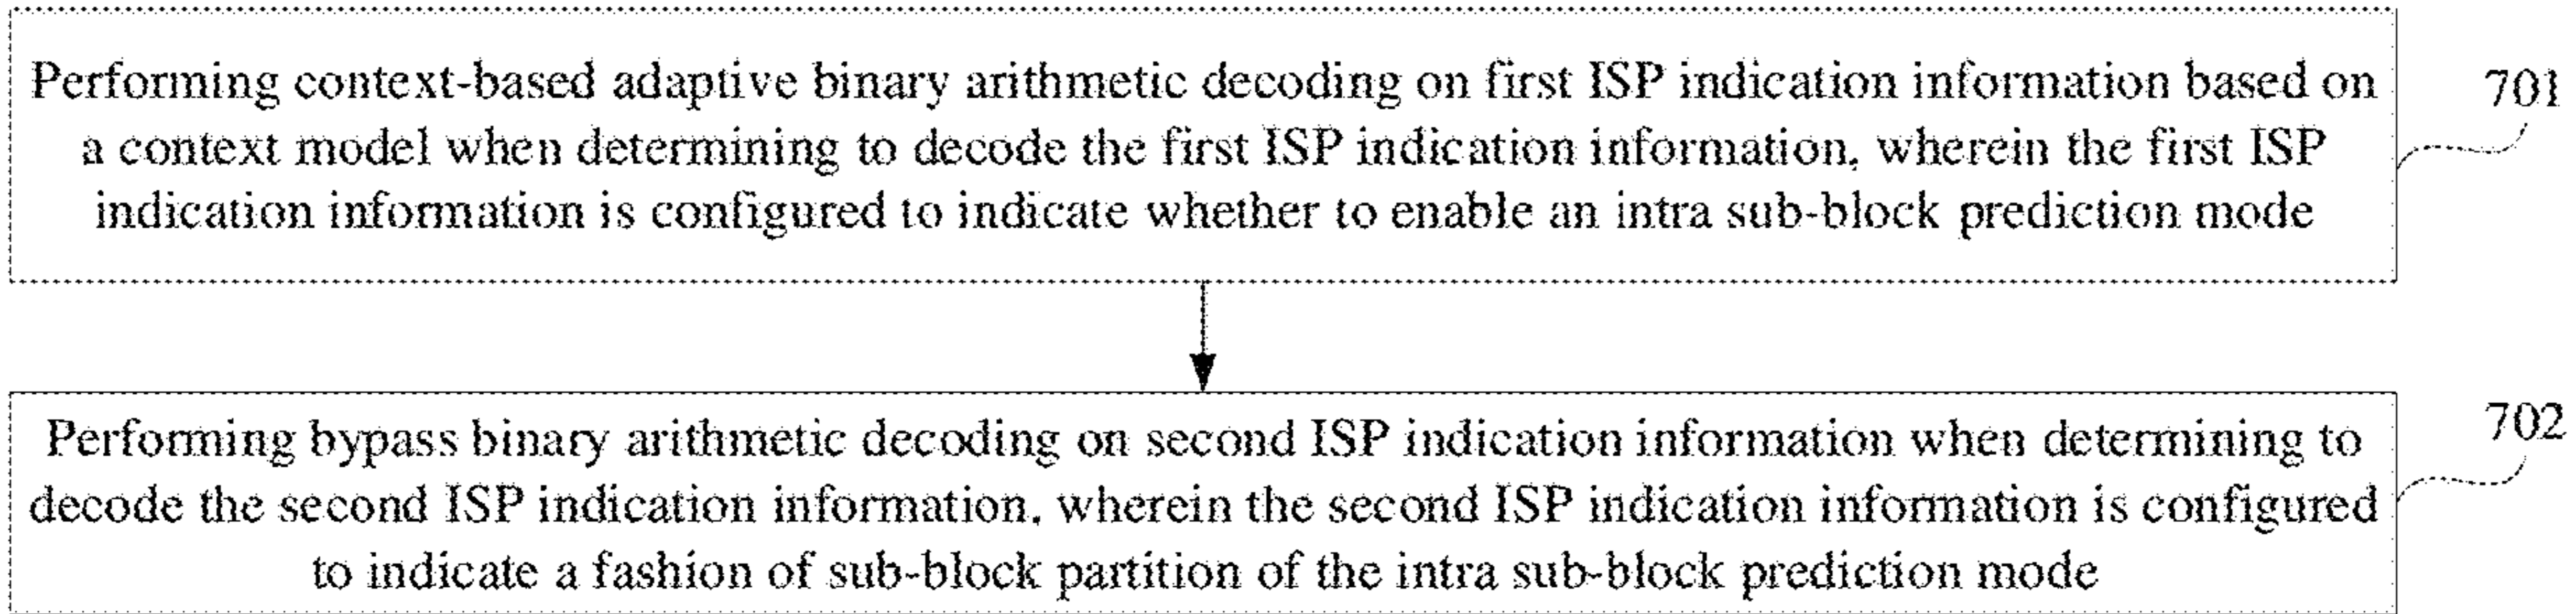 Performing context-based adaptive binary arithmetic decoding on first ISP indication information based on
a context model when determining to decode the first ISP indication information, wherein the first ISP
indication information is configured to indicate whether to enable an intra sub-block prediction mode
701
Performing bypass binary arithmetic decoding on second ISP indication information when determining to
decode the second ISP indication information, wherein the second ISP indication information is configured
to indicate a fashion of sub-block partition of the intra sub-block prediction mode
702